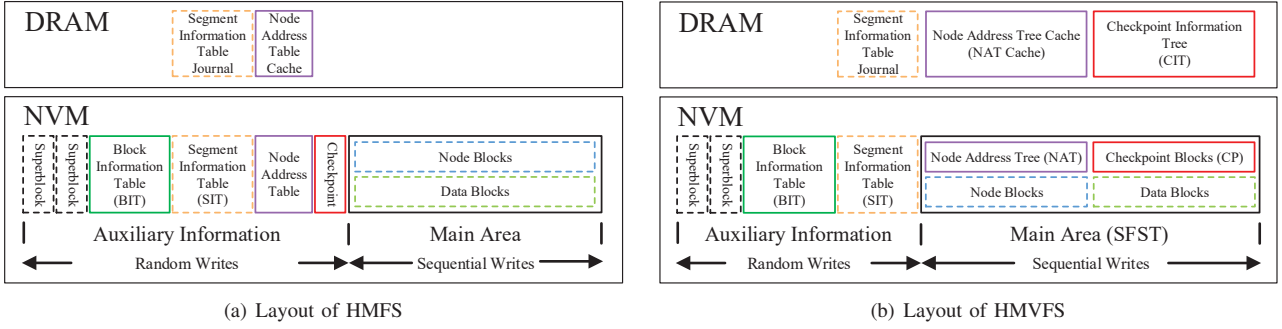 DRAM
Segment
Information
Table
Journal
Node
Address
Table
Cache
NVM
Superblock
Superblock
Block
Information
Table
(BIT)
Segment
Information
Table
(SIT)
Node
Address
Table
Checkpoint
Node Blocks
Data Blocks
Auxiliary Information
Main Area
Random Writes
Sequential Writes
(a) Layout of HMFS
DRAM
Segment
Information
Table
Journal
Node Address Tree Cache
(NAT Cache)
Checkpoint Information
Tree
(CIT)
NVM
Superblock
Superblock
Block
Information
Table
(BIT)
Segment
Information
Table
(SIT)
Node Address Tree (NAT)
Checkpoint Blocks (CP)
Node Blocks
Data Blocks
Auxiliary Information
Main Area (SFST)
Random Writes
Sequential Writes
(b) Layout of HMVFS